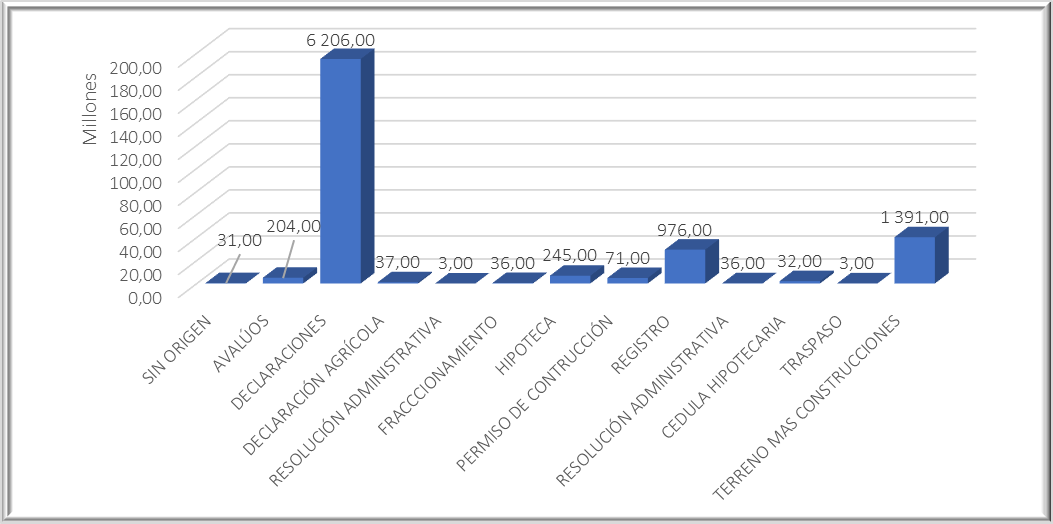 Millones
200,00
180,00
160,00
140,00
120,00
100,00
80,00
60,00
40,00
20,00
0,00
31,00
204,00
6 206,00
37,00
3,00
36,00
245,00
71,00
976,00
36,00
32,00
3,00
1 391,00
SIN ORIGEN
AVALÚOS
DECLARACIONES
DECLARACIÓN AGRÍCOLA
RESOLUCIÓN ADMINISTRATIVA
FRACCCIONAMIENTO
HIPOTECA
PERMISO DE CONTRUCCIÓN
REGISTRO
RESOLUCIÓN ADMINISTRATIVA
CEDULA HIPOTECARIA
TRASPASO
TERRENO MAS CONSTRUCCIONES